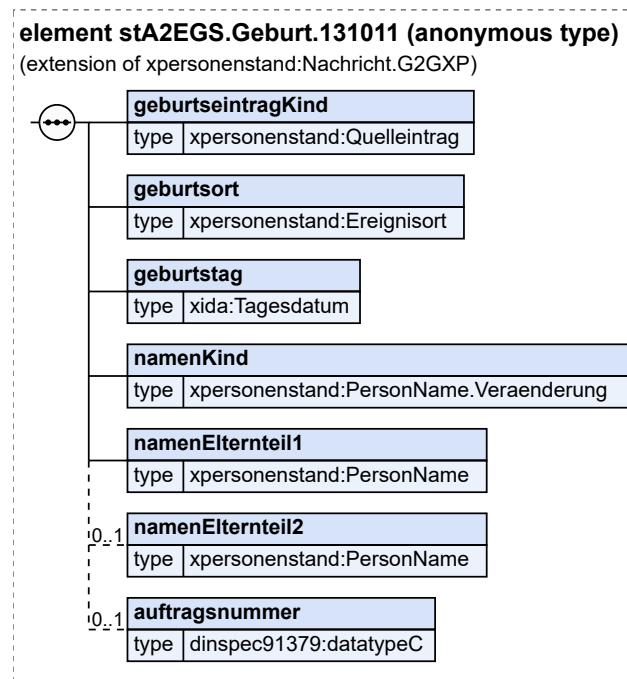 element stA2EGS.Geburt.131011 (anonymous type)
(extension of xpersonenstand:Nachricht.G2GXP)
geburtseintragKind
type xpersonenstand:Quelleintrag
geburtsort
type xpersonenstand:Ereignisort
geburtstag
type xida:Tagesdatum
namenKind
type xpersonenstand:PersonName.Veraenderung
namenElternteil1
type xpersonenstand:PersonName
0..1 namenElternteil2
type xpersonenstand:PersonName
0..1 auftragsnummer
type dinspec91379:datatypeC